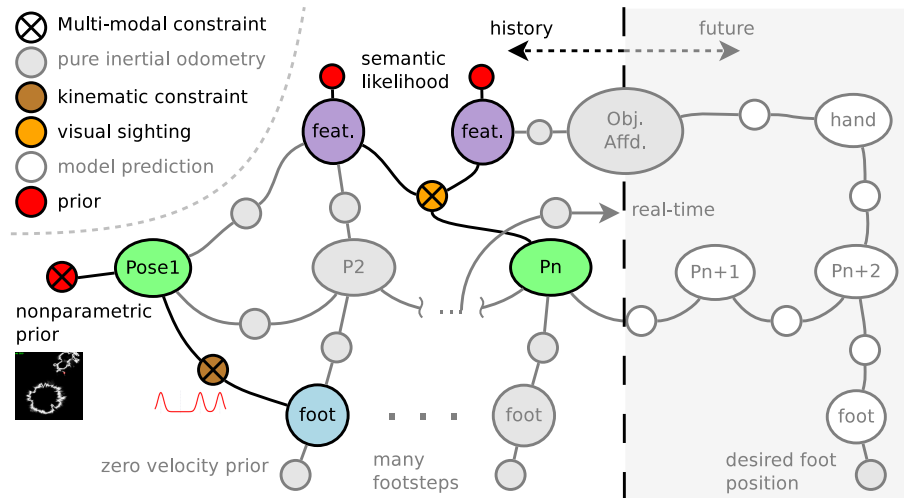 Multi-modal constraint
pure inertial odometry
kinematic constraint
visual sighting
model prediction
prior
semantic
likelihood
history
future
feat.
feat.
Obj.
Affd.
hand
real-time
Pose1
P2
Pn
Pn+1
Pn+2
nonparametric
prior
foot
foot
foot
zero velocity prior
many
footsteps
desired foot
position